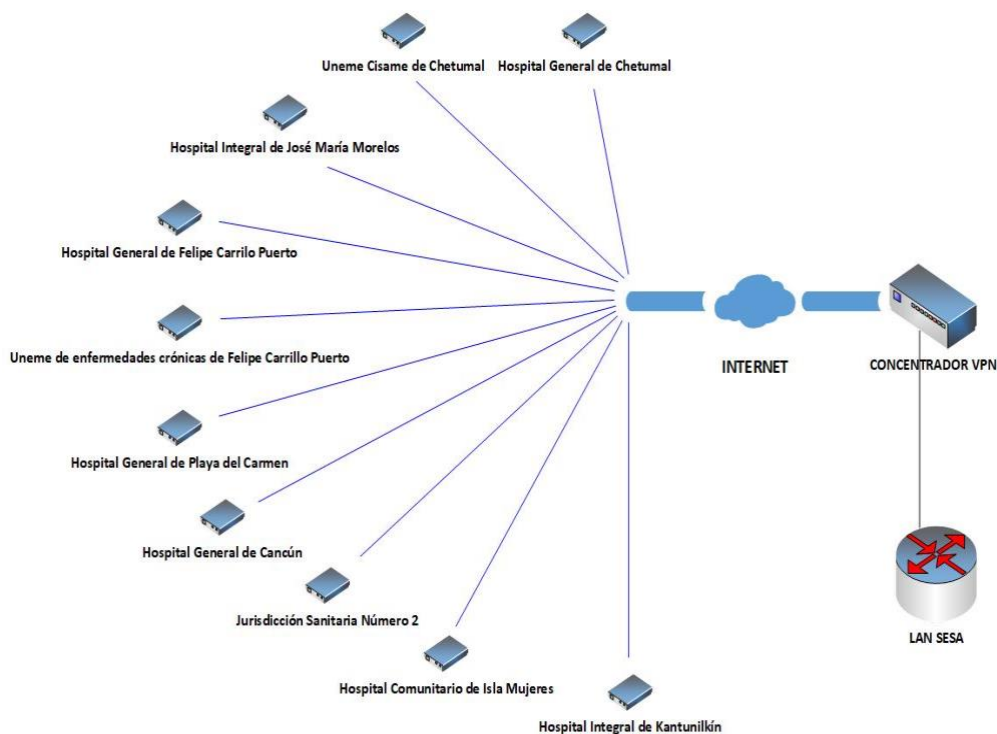 Uneme Cisame de Chetumal
Hospital General de Chetumal
Hospital Integral de José María Morelos
Hospital General de Felipe Carrilo Puerto
Uneme de enfermedades crónicas de Felipe Carrillo Puerto
INTERNET
CONCENTRADOR VPN
Hospital General de Playa del Carmen
Hospital General de Cancún
Jurisdicción Sanitaria Número 2
LAN SESA
Hospital Comunitario de Isla Mujeres
Hospital Integral de Kantunilkín